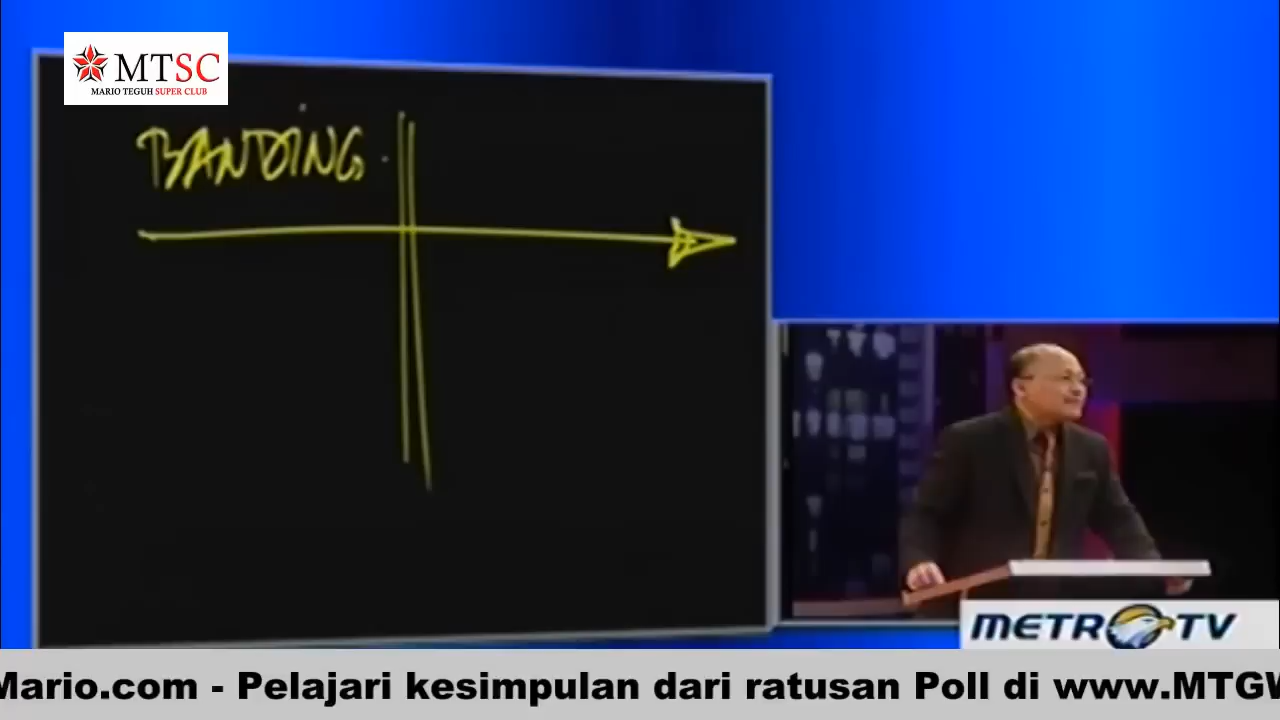 MTSC
MARIO TEGUH SUPER CLUB
BANDING
METRO TV
Mario.com - Pelajari kesimpulan dari ratusan Poll di www.MTGW